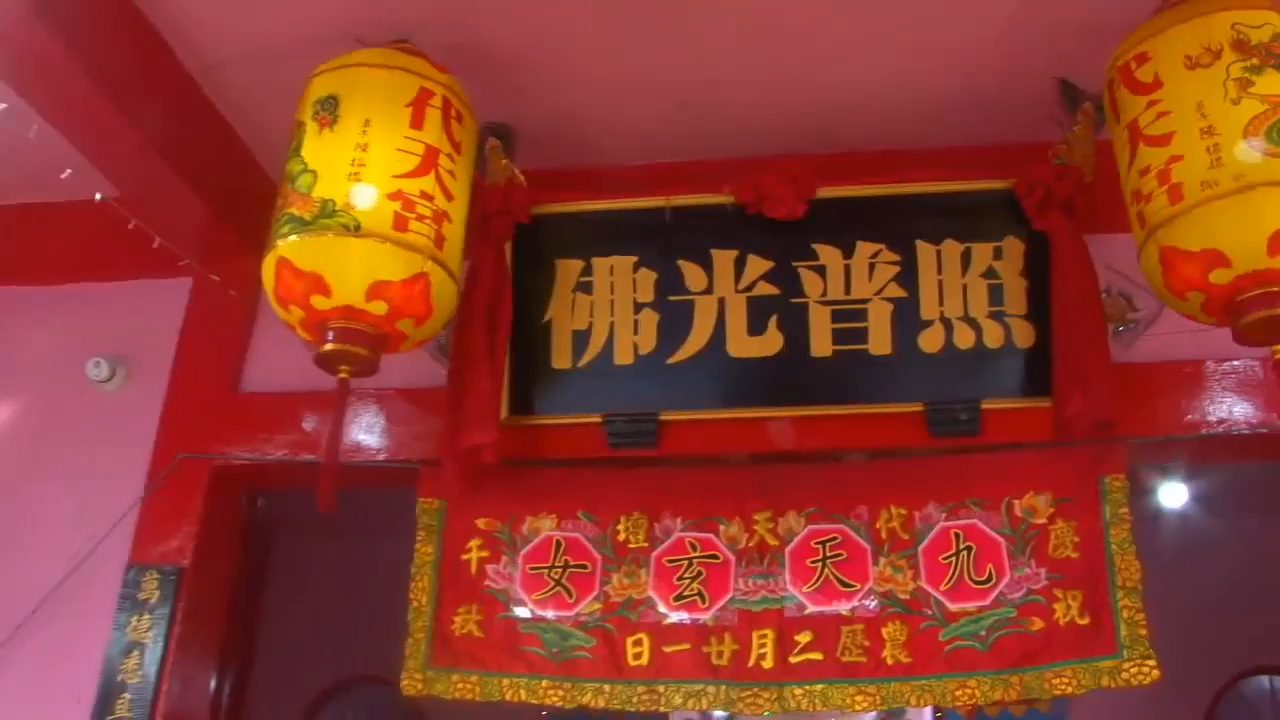 代天宮
代天宮
佛光普照
慶祝
代天壇
九天玄女
千秋
農歷二月廿一日